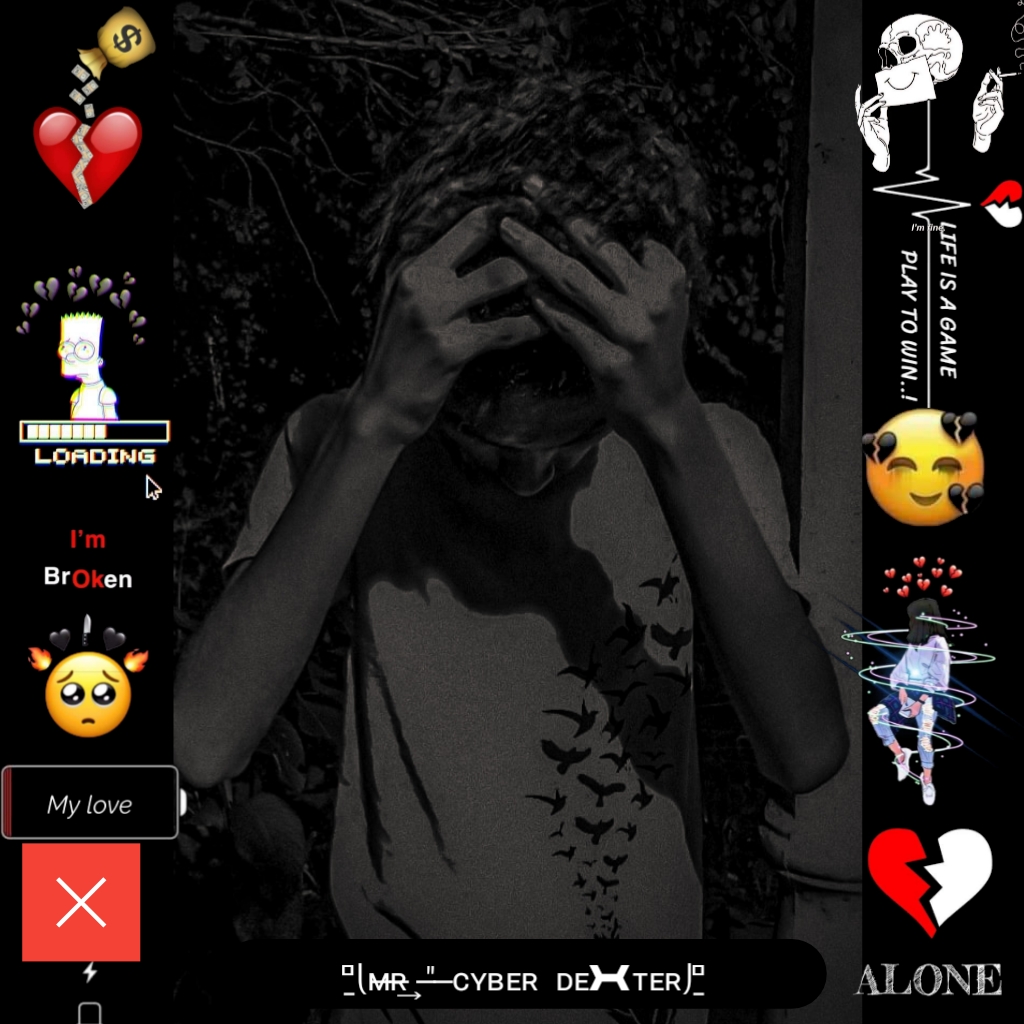 $
LOADING
I'm
BrOken
My love
I'm fine
LIFE IS A GAME
PLAY TO WIN..!
MR " CYBER DEXTER
ALONE